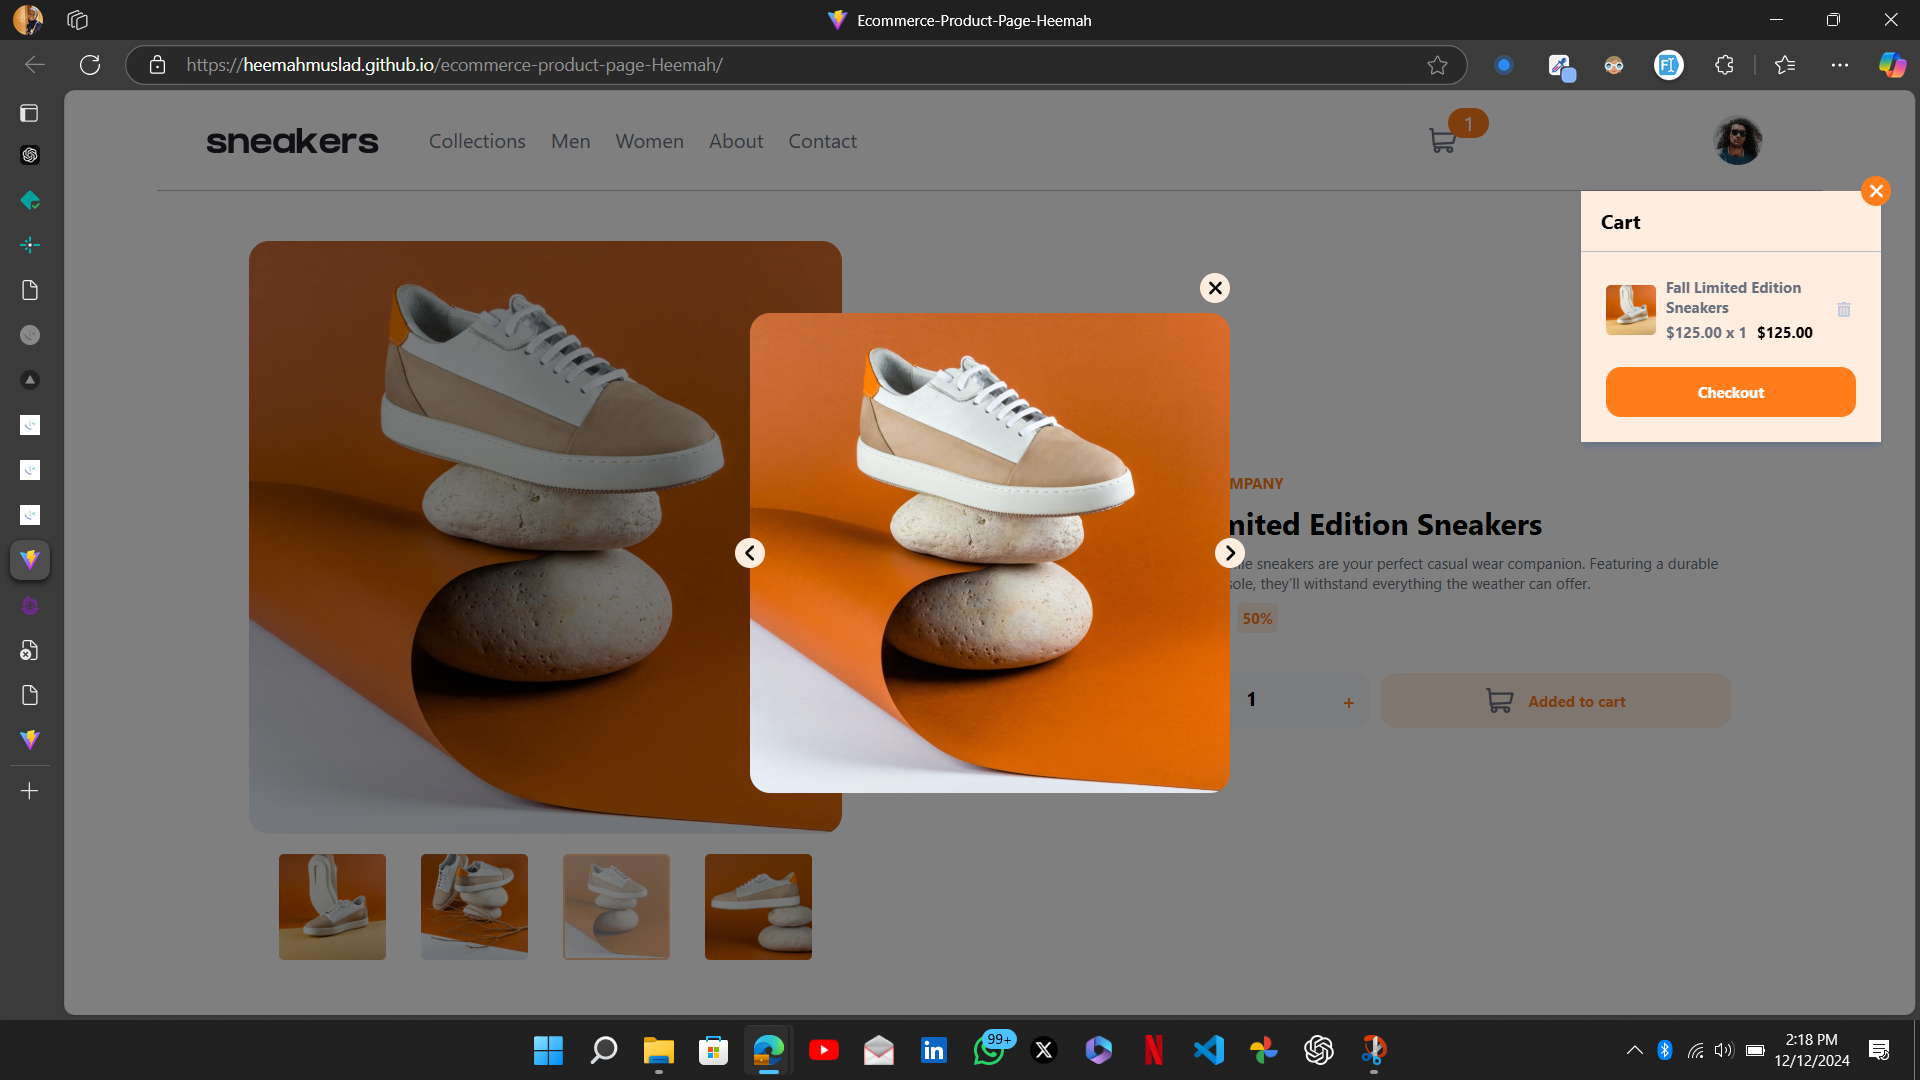 Ecommerce-Product-Page-Heemah
https://heemahmuslad.github.io/ecommerce-product-page-Heemah/
sneakers
Collections
Men
Women
About
Contact
1
Cart
Fall Limited Edition
Sneakers
$125.00 x 1 $125.00
Checkout
MPANY
mited Edition Sneakers
sneakers are your perfect casual wear companion. Featuring a durable
sole, they'll withstand everything the weather can offer.
50%
1
+
Added to cart
99+
2:18 PM
12/12/2024